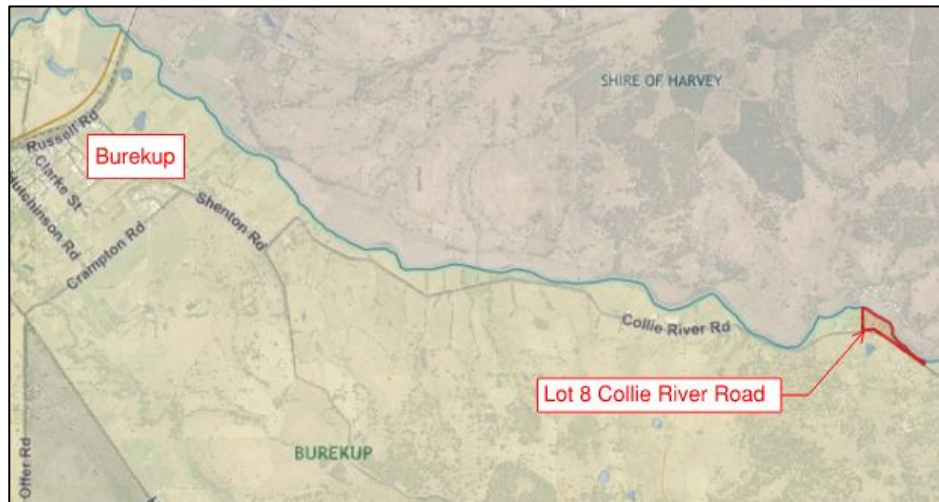 SHIRE OF HARVEY
Russell Rd
Burekup
Clarke St
Hutchinson Rd
Shenton Rd
Crampton Rd
Collie River Rd
Lot 8 Collie River Road
BUREKUP
Offer Rd